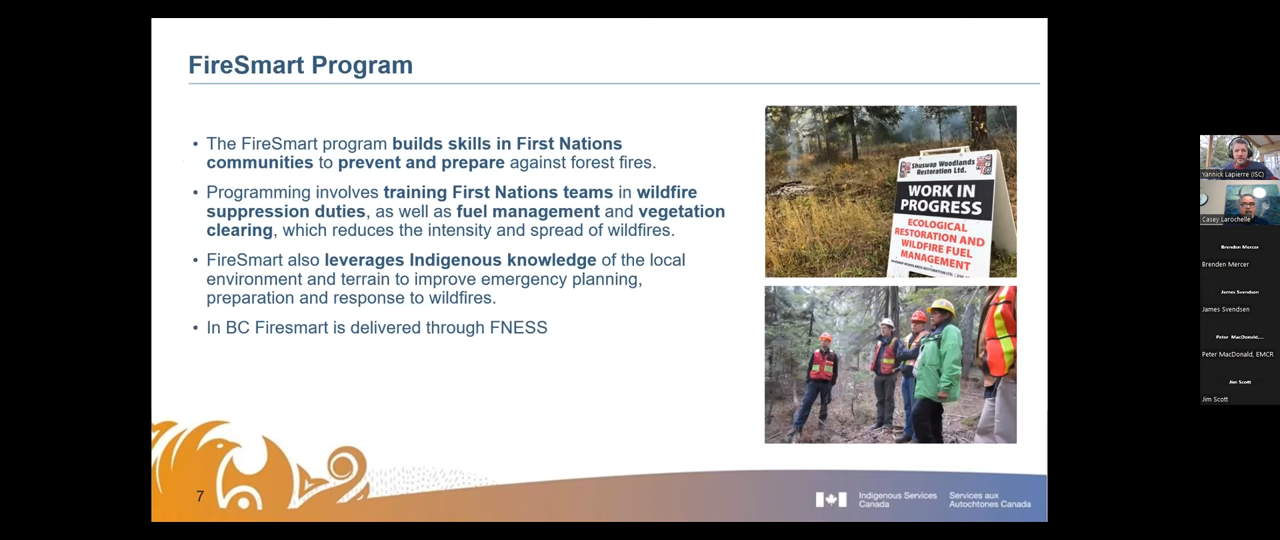 FireSmart Program
• The FireSmart program builds skills in First Nations
communities to prevent and prepare against forest fires.
• Programming involves training First Nations teams in wildfire
suppression duties, as well as fuel management and vegetation
clearing, which reduces the intensity and spread of wildfires.
• FireSmart also leverages Indigenous knowledge of the local
environment and terrain to improve emergency planning,
preparation and response to wildfires.
• In BC Firesmart is delivered through FNESS
Shuswap Woodlands
Restoration Ltd.
WORK IN
PROGRESS
ECOLOGICAL
RESTORATION AND
WILDFIRE FUEL
MANAGEMENT
7
Indigenous Services
Canada
Services aux
Autochtones Canada
Yannick Lapierre (ISC)
Casey Larochelle
Brenden Mercer
Brenden Mercer
James Svendsen
James Svendsen
Peter MacDonald,...
Peter MacDonald, EMCR
Jim Scott
Jim Scott